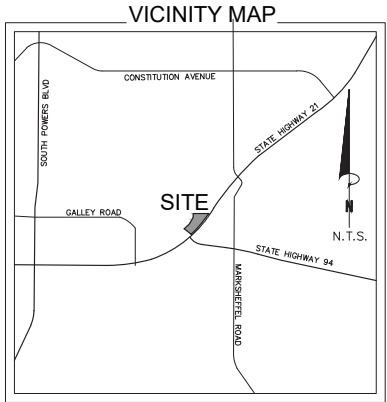 VICINITY MAP
CONSTITUTION AVENUE
SOUTH POWERS BLVD
STATE HIGHWAY 21
SITE
GALLEY ROAD
N
N.T.S.
STATE HIGHWAY 94
MARKSHEFFEL ROAD